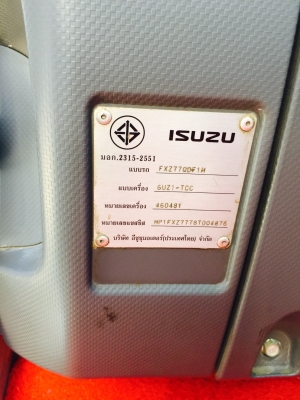 ISUZU
มอก.2315-2551
แบบรถ FXZ77QDF1H
แบบเครื่อง 6UZ1-TCC
หมายเลขเครื่อง 460481
หมายเลขแชสซีส
บริษัท อีซูซุมอเตอร์(ประเทศไทย) จำกัด